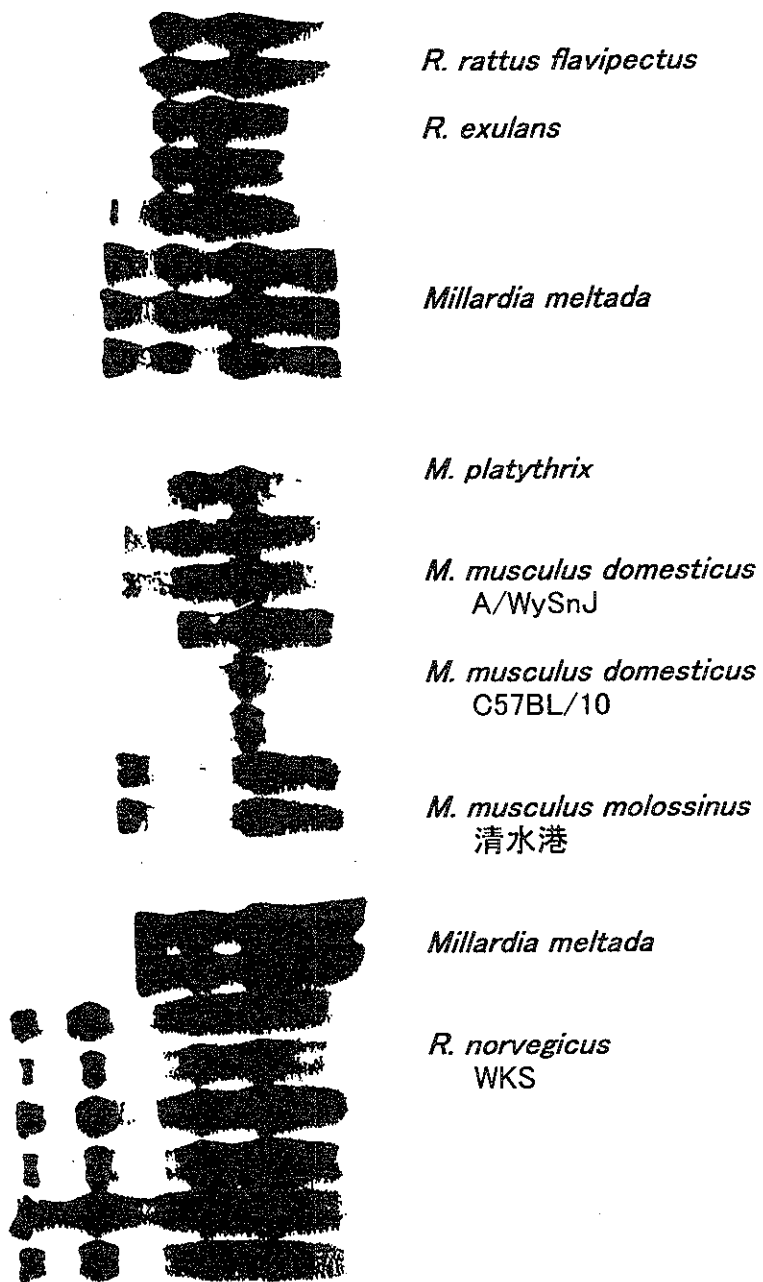 R. rattus flavipectus
R. exulans
Millardia meltada
M. platythrix
M. musculus domesticus
A/WySnJ
M. musculus domesticus
C57BL/10
M. musculus molossinus
清水港
Millardia meltada
R. norvegicus
WKS